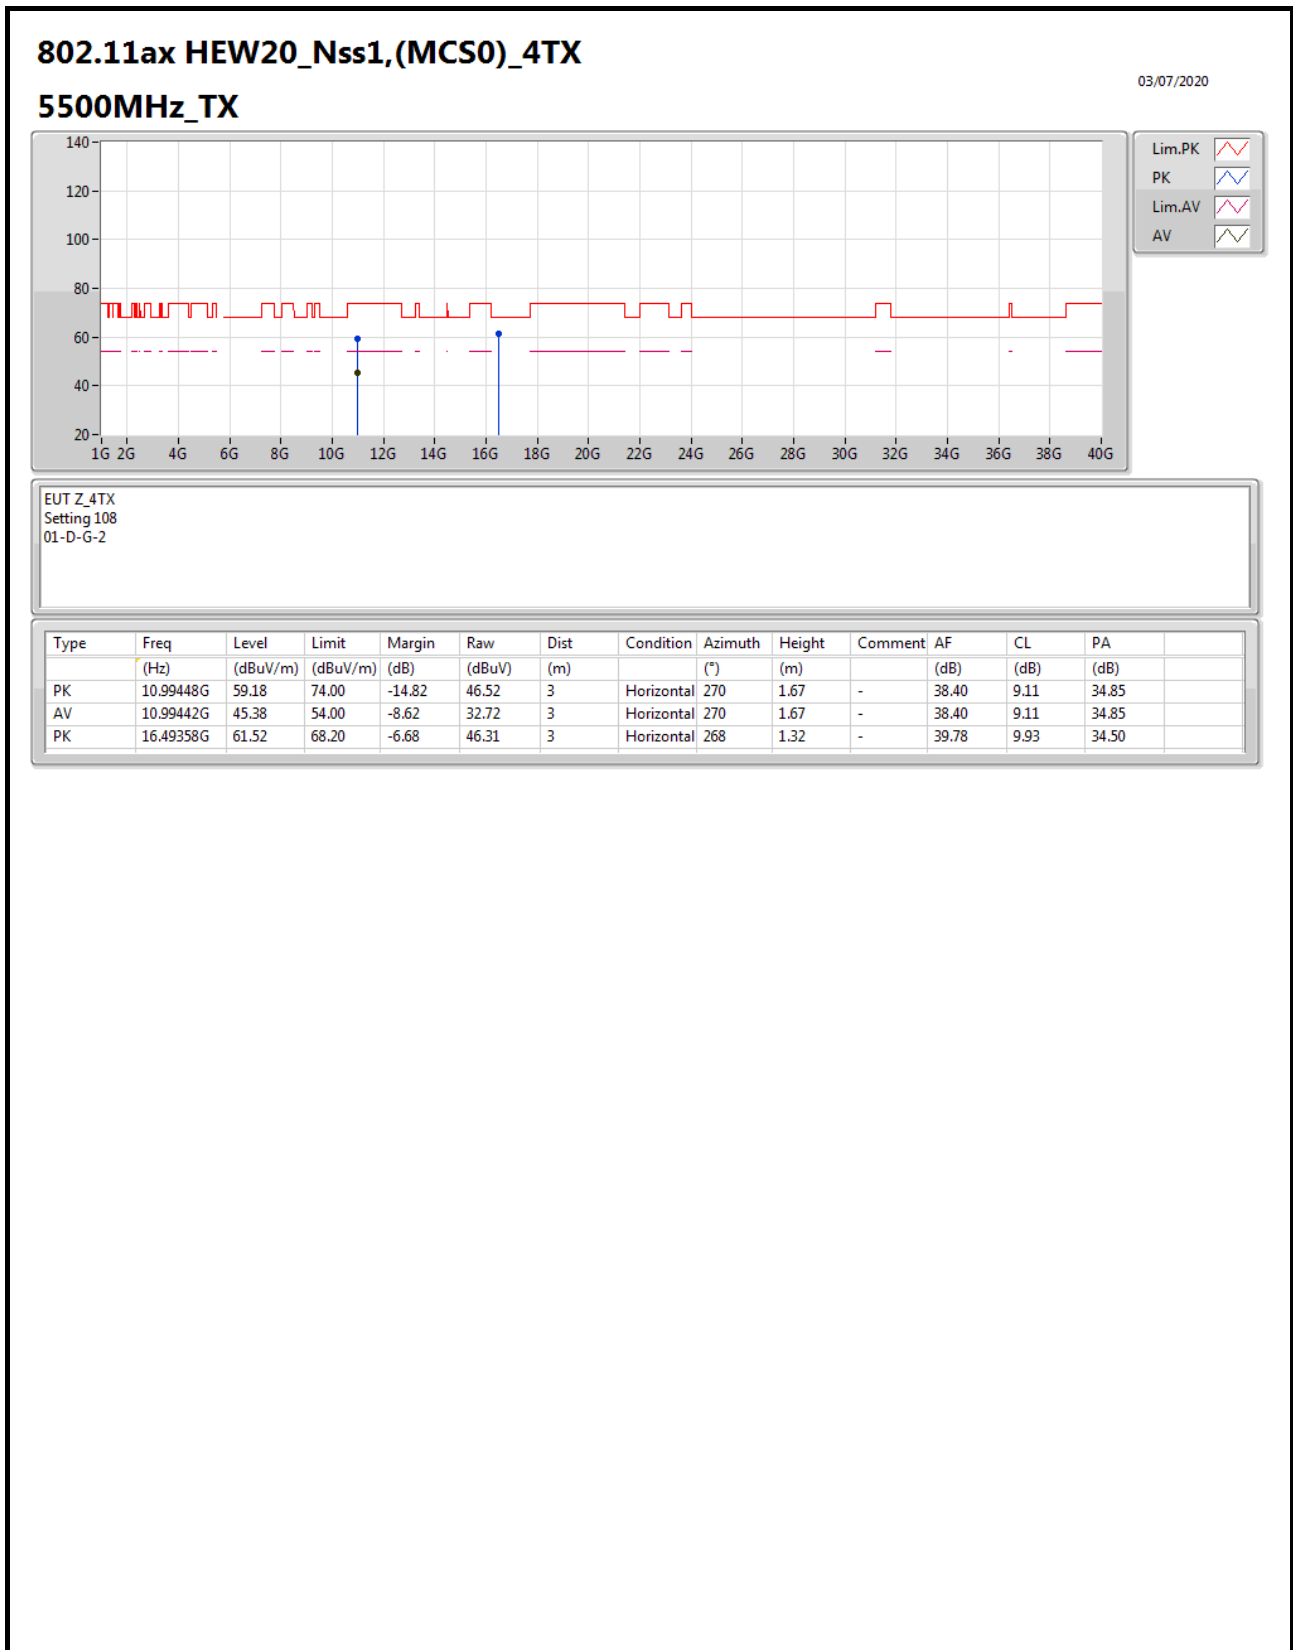 802.11ax HEW20_Nss1,(MCS0)_4TX
03/07/2020
5500MHz_TX
140
120
100
80
60
40
20
1G 2G 4G 6G 8G 10G 12G 14G 16G 18G 20G 22G 24G 26G 28G 30G 32G 34G 36G 38G 40G
Lim.PK
PK
Lim.AV
AV
EUT Z_4TX
Setting 108
01-D-G-2
Type Freq Level Limit Margin Raw Dist Condition Azimuth Height Comment AF CL PA
(Hz) (dBuV/m) (dBuV/m) (dB) (dBuV) (m) (°) (m) (dB) (dB) (dB)
PK 10.99448G 59.18 74.00 -14.82 46.52 3 Horizontal 270 1.67 - 38.40 9.11 34.85
AV 10.99442G 45.38 54.00 -8.62 32.72 3 Horizontal 270 1.67 - 38.40 9.11 34.85
PK 16.49358G 61.52 68.20 -6.68 46.31 3 Horizontal 268 1.32 - 39.78 9.93 34.50